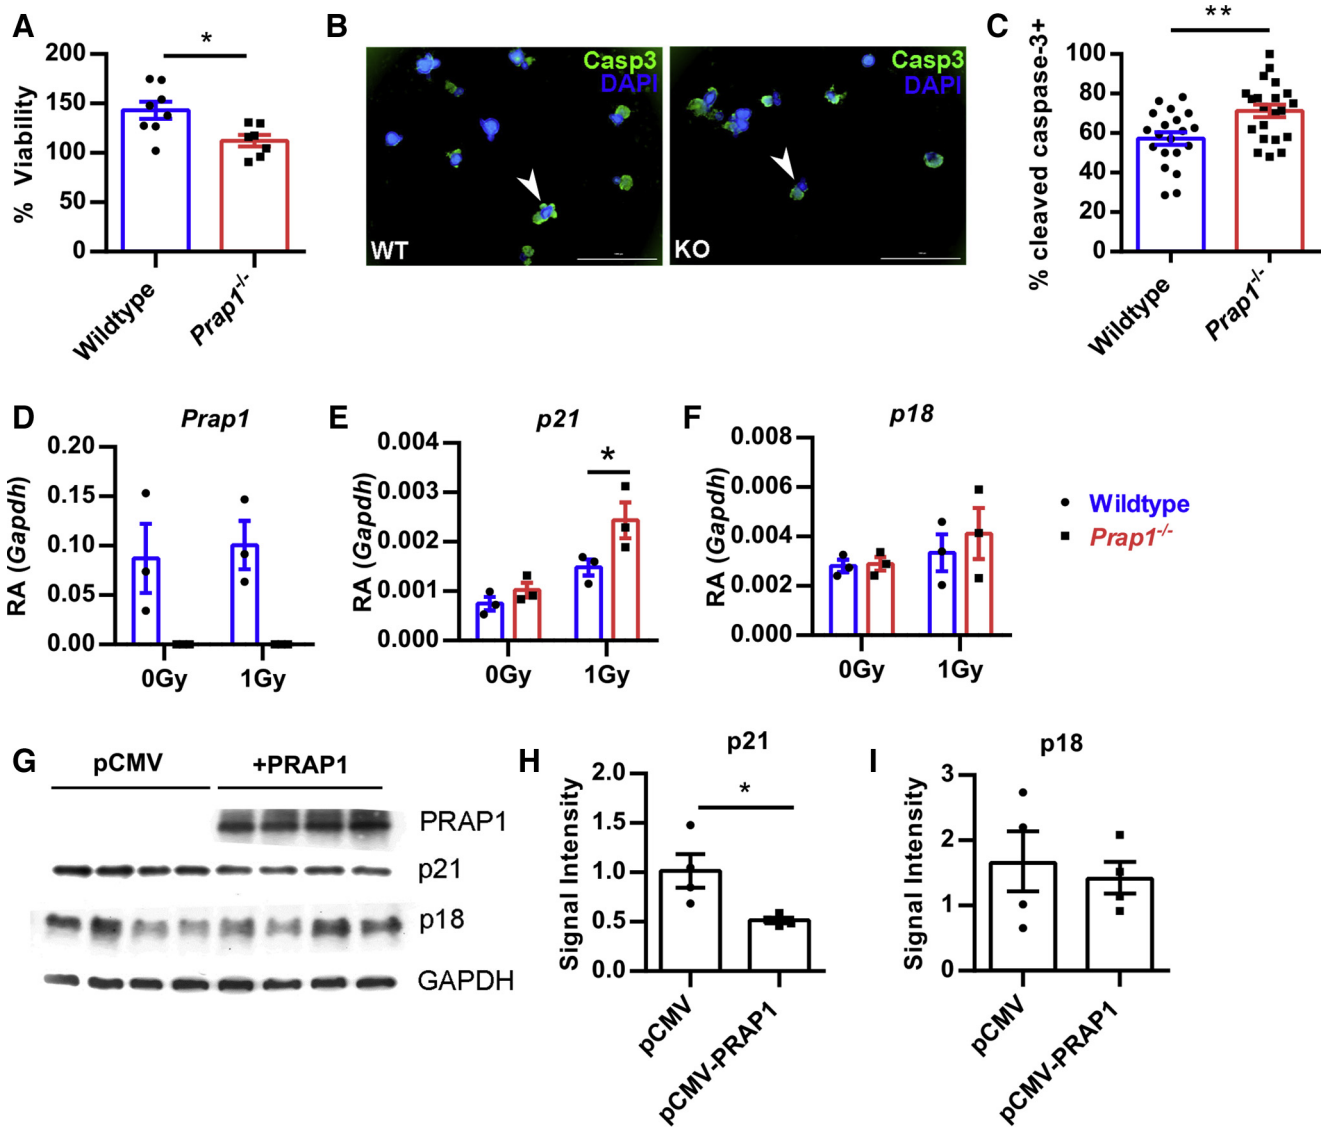 A
*
% Viability
200
150
100
50
0
Wildtype
Prap1-/-
B
Casp3
DAPI
WT
Casp3
DAPI
KO
C
**
% cleaved caspase-3+
100
80
60
40
20
0
Wildtype
Prap1-/-
D
Prap1
RA (Gapdh)
0.20
0.15
0.10
0.05
0.00
0Gy
1Gy
E
p21
*
RA (Gapdh)
0.004
0.003
0.002
0.001
0.000
0Gy
1Gy
F
p18
RA (Gapdh)
0.008
0.006
0.004
0.002
0.000
0Gy
1Gy
Wildtype
Prap1-/-
G
pCMV
+PRAP1
PRAP1
p21
p18
GAPDH
H
p21
*
Signal Intensity
2.0
1.5
1.0
0.5
0.0
pCMV
pCMV-PRAP1
I
p18
Signal Intensity
3
2
1
0
pCMV
pCMV-PRAP1